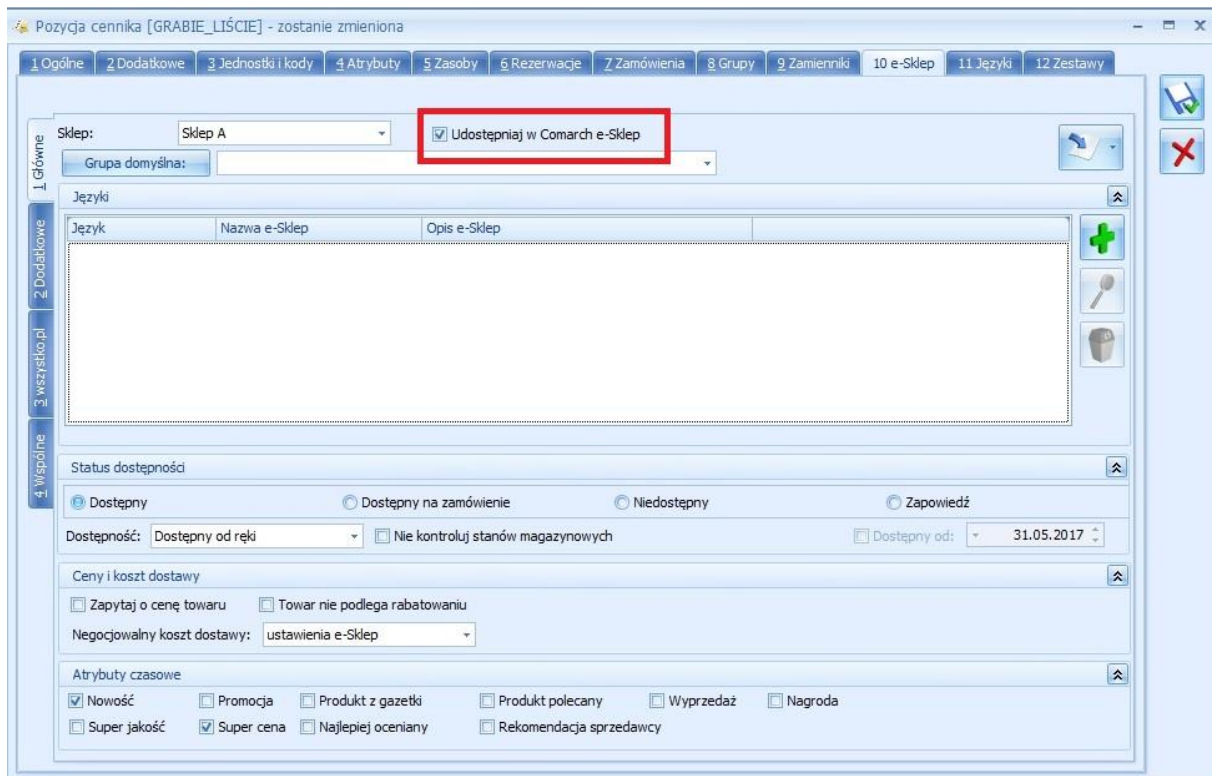 Pozycja cennika [GRABIE_LIŚCIE] - zostanie zmieniona
1 Ogólne 2 Dodatkowe 3 Jednostki i kody 4 Atrybuty 5 Zasoby 6 Rezerwacje 7 Zamówienia 8 Grupy 9 Zamienniki 10 e-Sklep 11 Języki 12 Zestawy
1 Główne
2 Dodatkowe
3 wszystko.pl
4 Wspólne
Sklep: Sklep A Udostępniaj w Comarch e-Sklep
Grupa domyślna:
Języki
Język Nazwa e-Sklep Opis e-Sklep
Status dostępności
Dostępny Dostępny na zamówienie Niedostępny Zapowiedź
Dostępność: Dostępny od ręki Nie kontroluj stanów magazynowych Dostępny od: 31.05.2017
Ceny i koszt dostawy
Zapytaj o cenę towaru Towar nie podlega rabatowaniu
Negocjowalny koszt dostawy: ustawienia e-Sklep
Atrybuty czasowe
Nowość Promocja Produkt z gazetki Produkt polecany Wyprzedaż Nagroda
Super jakość Super cena Najlepiej oceniany Rekomendacja sprzedawcy